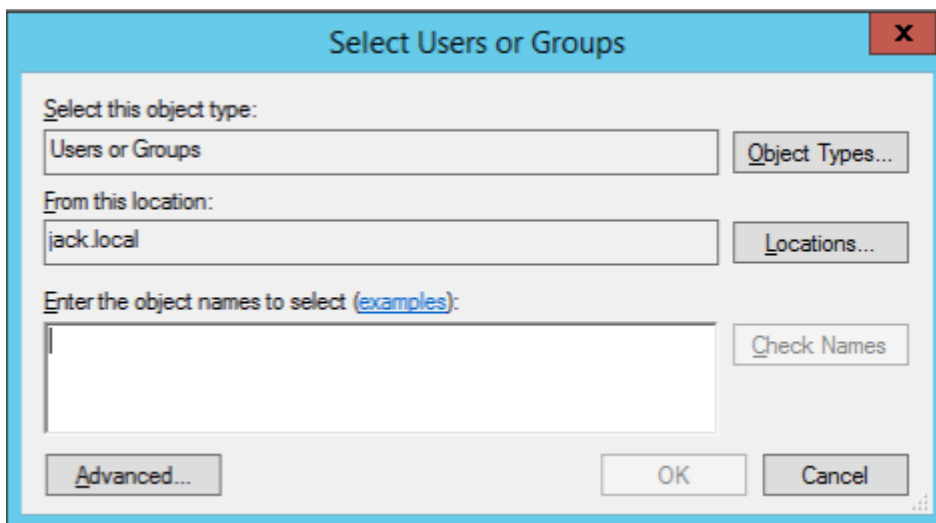 Select Users or Groups
x
Select this object type:
Users or Groups
Object Types...
From this location:
jack.local
Locations...
Enter the object names to select (examples):
Check Names
Advanced...
OK
Cancel